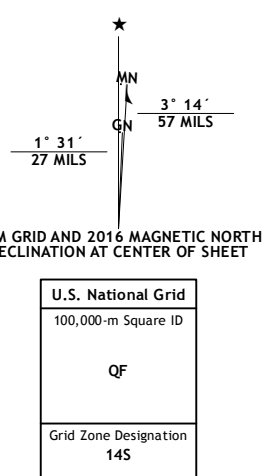 ★
MN
3° 14´
57 MILS
GN
1° 31´
27 MILS
M GRID AND 2016 MAGNETIC NORTH
ECLINATION AT CENTER OF SHEET
U.S. National Grid
100,000-m Square ID
QF
Grid Zone Designation
14S